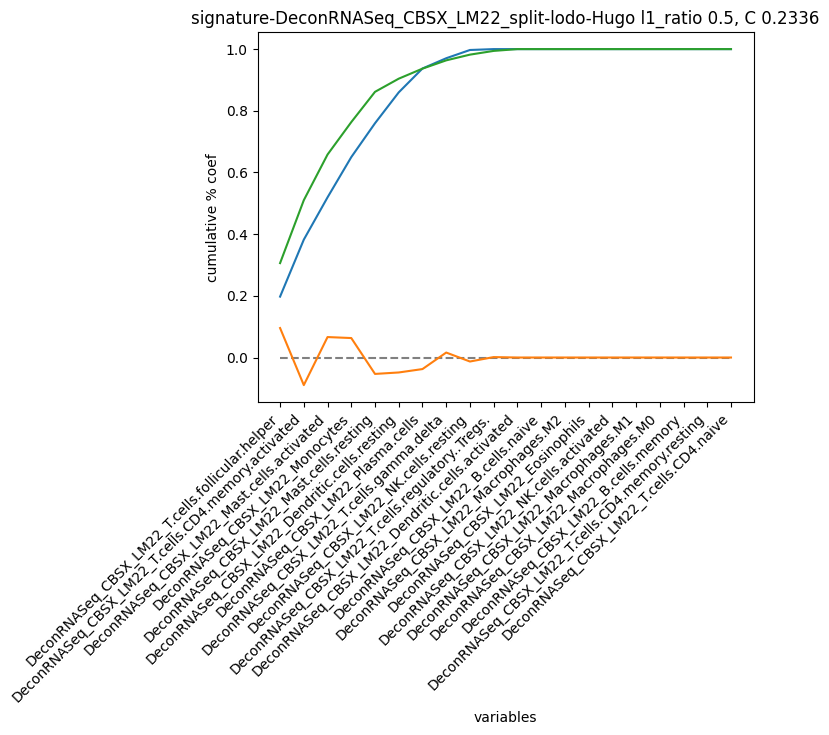 signature-DeconRNASeq_CBSX_LM22_split-lodo-Hugo l1_ratio 0.5, C 0.2336
cumulative % coef
1.0
0.8
0.6
0.4
0.2
0.0
DeconRNASeq_CBSX_LM22_T.cells.follicular.helper
DeconRNASeq_CBSX_LM22_T.cells.CD4.memory.activated
DeconRNASeq_CBSX_LM22_Mast.cells.activated
DeconRNASeq_CBSX_LM22_Monocytes
DeconRNASeq_CBSX_LM22_Mast.cells.resting
DeconRNASeq_CBSX_LM22_Dendritic.cells.resting
DeconRNASeq_CBSX_LM22_Plasma.cells
DeconRNASeq_CBSX_LM22_T.cells.gamma.delta
DeconRNASeq_CBSX_LM22_NK.cells.resting
DeconRNASeq_CBSX_LM22_T.cells.regulatory..Tregs.
DeconRNASeq_CBSX_LM22_Dendritic.cells.activated
DeconRNASeq_CBSX_LM22_B.cells.naive
DeconRNASeq_CBSX_LM22_Macrophages.M2
DeconRNASeq_CBSX_LM22_Eosinophils
DeconRNASeq_CBSX_LM22_NK.cells.activated
DeconRNASeq_CBSX_LM22_Macrophages.M1
DeconRNASeq_CBSX_LM22_Macrophages.M0
DeconRNASeq_CBSX_LM22_B.cells.memory
DeconRNASeq_CBSX_LM22_T.cells.CD4.memory.resting
DeconRNASeq_CBSX_LM22_T.cells.CD4.naive
variables